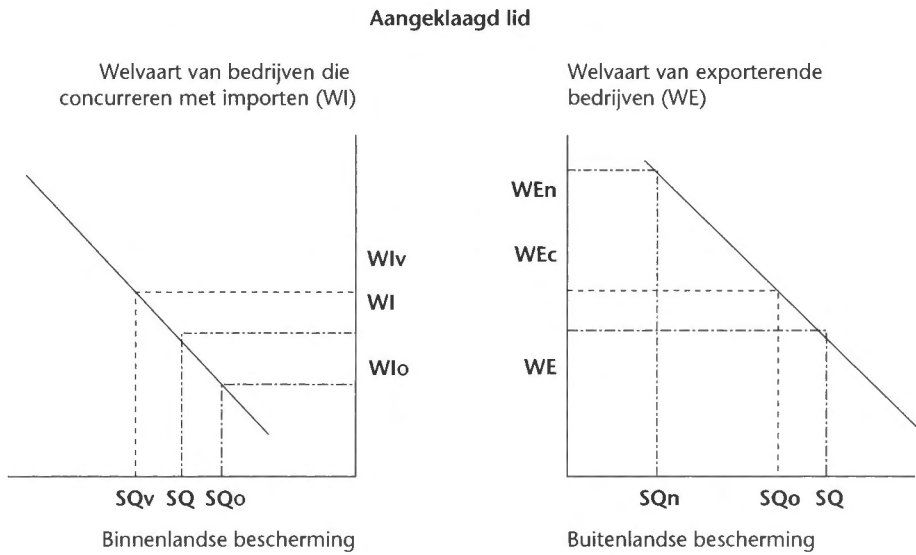 Aangeklaagd lid
Welvaart van bedrijven die
concurreren met importen (WI)
WIv
WI
WIo
SQv SQ SQo
Binnenlandse bescherming
Welvaart van exporterende
bedrijven (WE)
WEn
WEc
WE
SQn SQo SQ
Buitenlandse bescherming